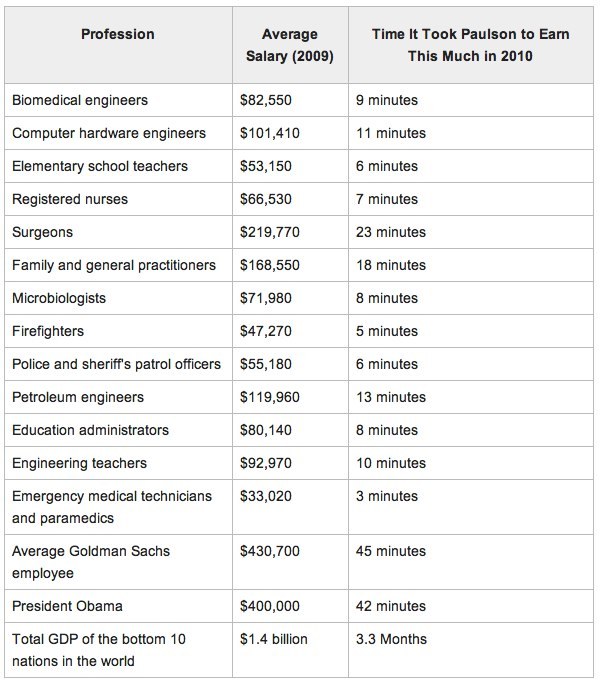 Profession Average Time It Took Paulson to Earn
Salary (2009) This Much in 2010
Biomedical engineers $82,550 9 minutes
Computer hardware engineers $101,410 11 minutes
Elementary school teachers $53,150 6 minutes
Registered nurses $66,530 7 minutes
Surgeons $219,770 23 minutes
Family and general practitioners $168,550 18 minutes
Microbiologists $71,980 8 minutes
Firefighters $47,270 5 minutes
Police and sheriff's patrol officers $55,180 6 minutes
Petroleum engineers $119,960 13 minutes
Education administrators $80,140 8 minutes
Engineering teachers $92,970 10 minutes
Emergency medical technicians $33,020 3 minutes
and paramedics
Average Goldman Sachs $430,700 45 minutes
employee
President Obama $400,000 42 minutes
Total GDP of the bottom 10 $1.4 billion 3.3 Months
nations in the world